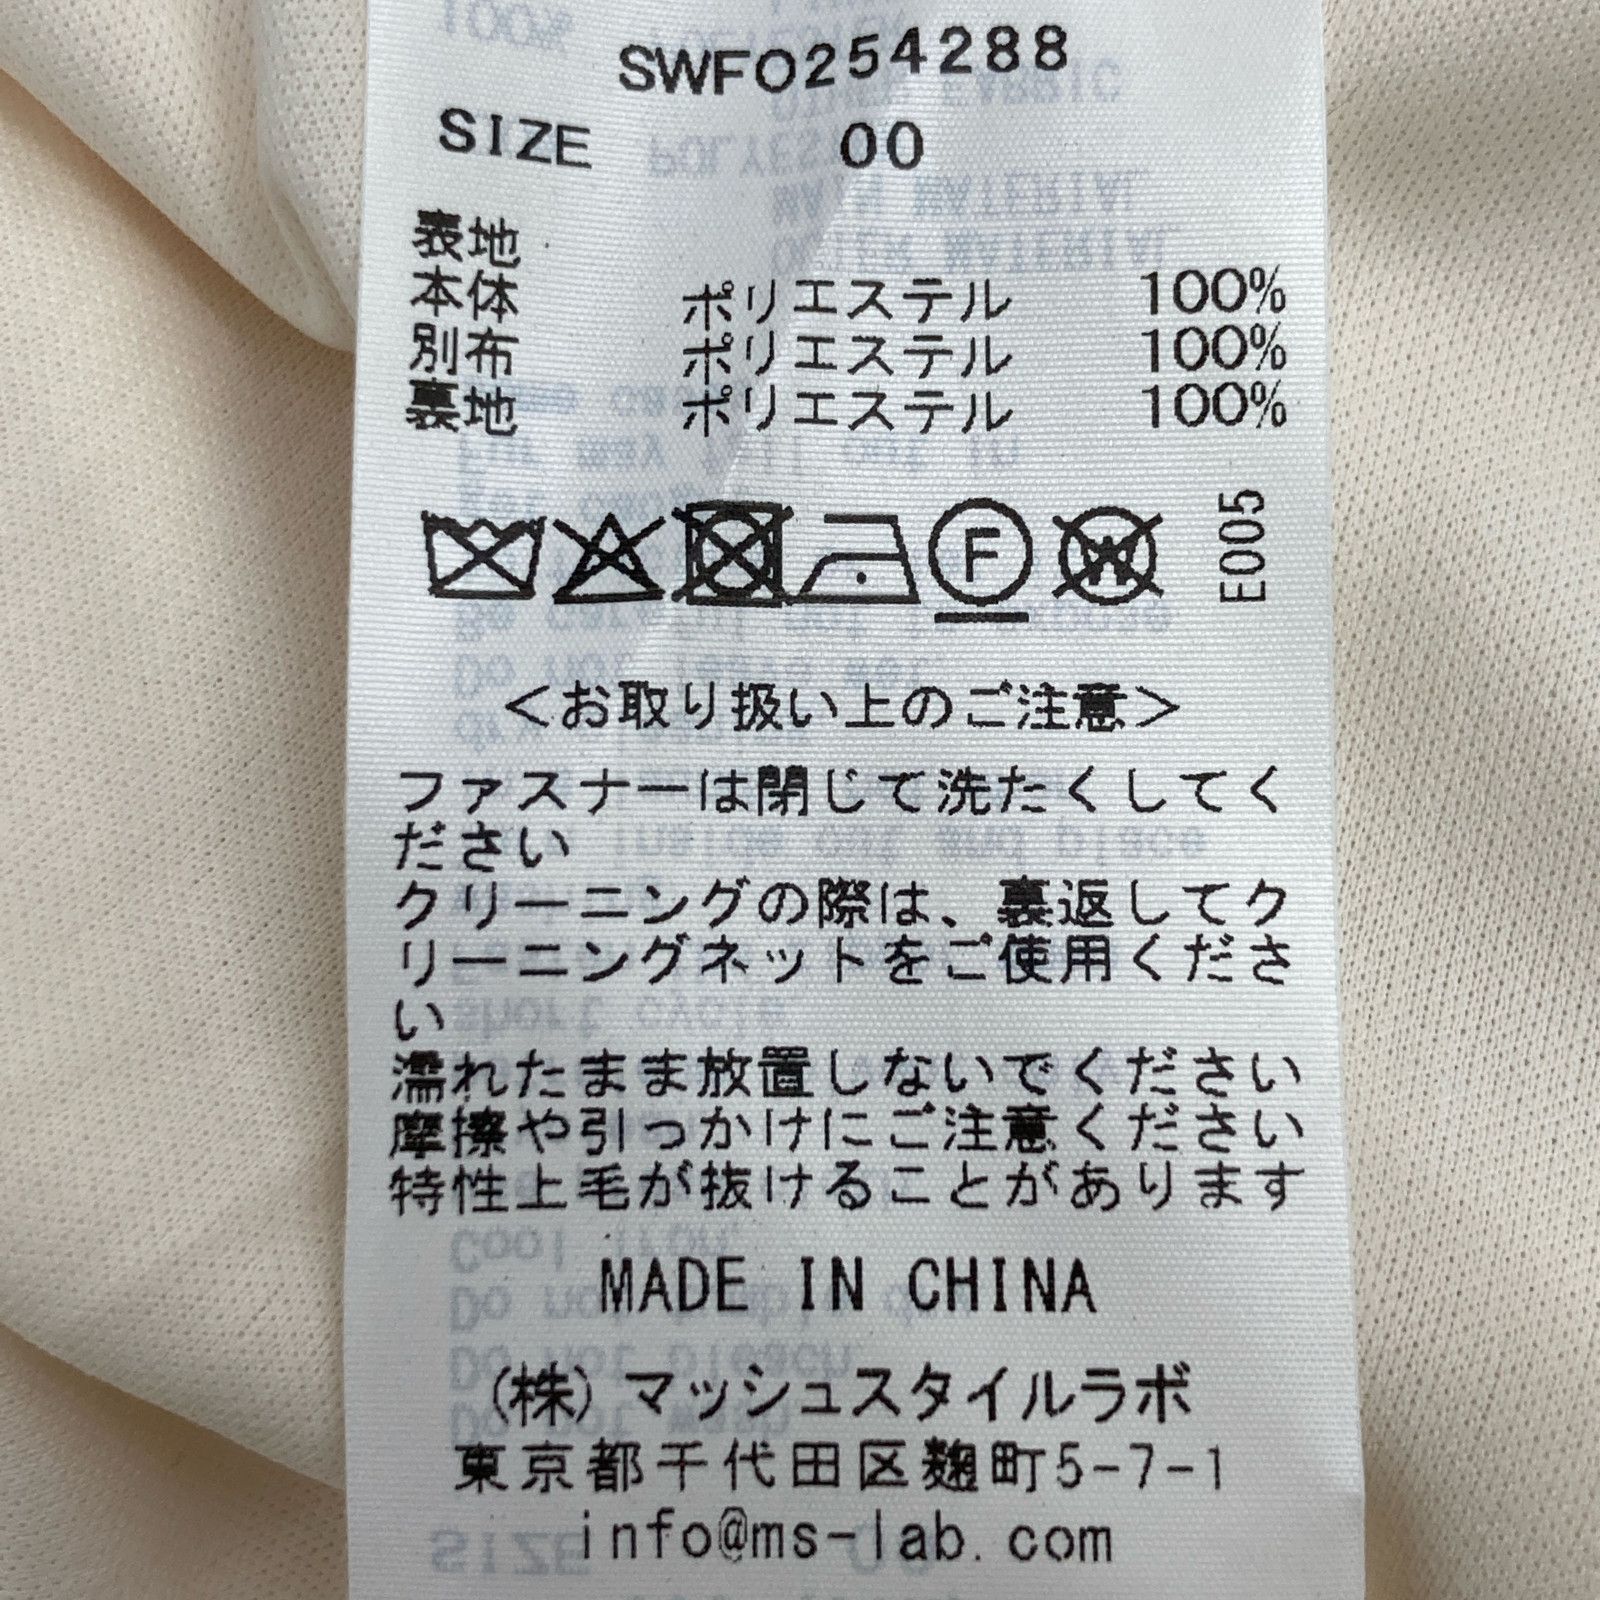 SWFO254288
SIZE 00
表地
本体 ポリエステル 100%
別布 ポリエステル 100%
裏地 ポリエステル 100%
F
W
E005
<お取り扱い上のご注意>
ファスナーは閉じて洗たくしてく
ださい
クリーニングの際は、裏返してク
リーニングネットをご使用くださ
い
濡れたまま放置しないでください
摩擦や引っかけにご注意ください
特性上毛が抜けることがあります
MADE IN CHINA
(株)マッシュスタイルラボ
東京都千代田区麹町5-7-1
info@ms-lab.com